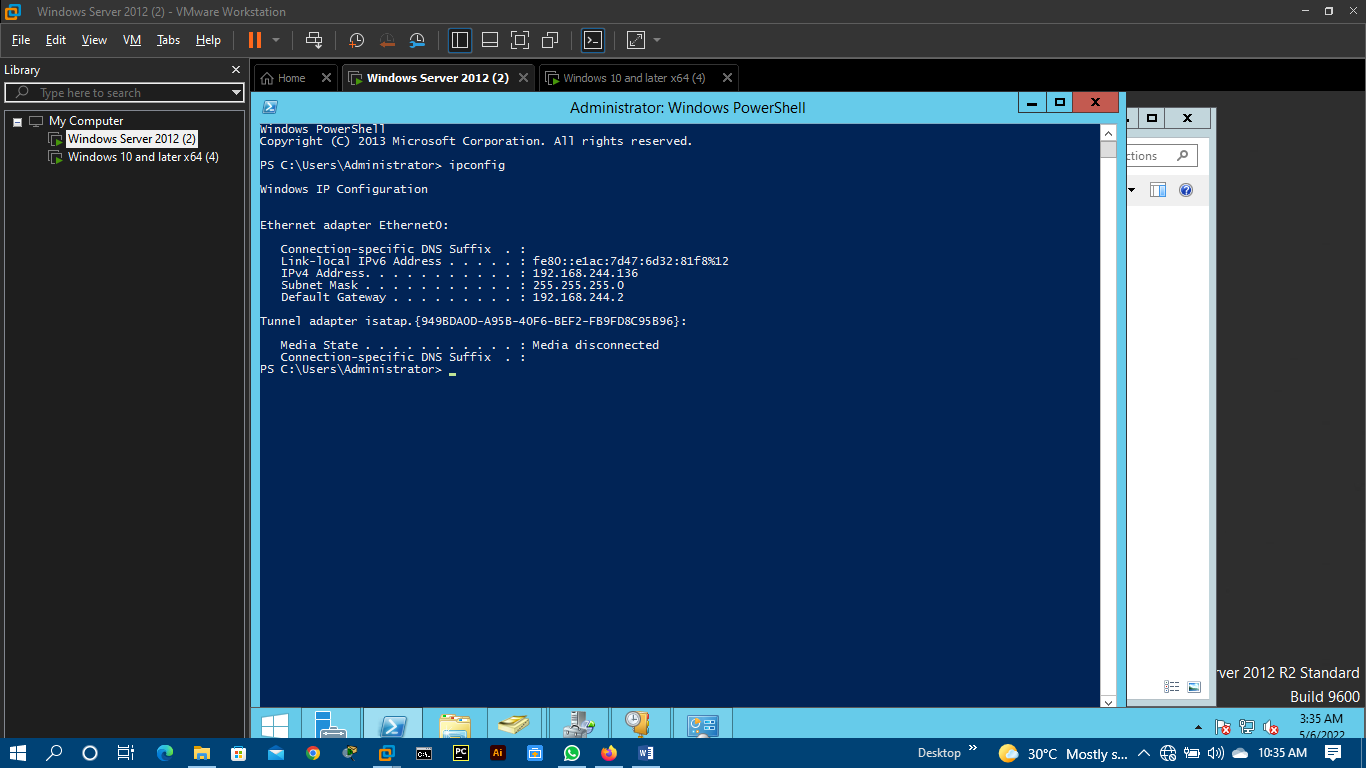 Windows Server 2012 (2) - VMware Workstation
File Edit View VM Tabs Help
Library
Type here to search
My Computer
Windows Server 2012 (2)
Windows 10 and later x64 (4)
Home
Windows Server 2012 (2)
Windows 10 and later x64 (4)
Administrator: Windows PowerShell
Windows PowerShell
Copyright (C) 2013 Microsoft Corporation. All rights reserved.
PS C:\Users\Administrator> ipconfig
Windows IP Configuration
Ethernet adapter Ethernet0:
Connection-specific DNS Suffix . :
Link-local IPv6 Address . . . . . : fe80::e1ac:7d47:6d32:81f8%12
IPv4 Address. . . . . . . . . . . : 192.168.244.136
Subnet Mask . . . . . . . . . . . : 255.255.255.0
Default Gateway . . . . . . . . . : 192.168.244.2
Tunnel adapter isatap.{949BDA0D-A95B-40F6-BEF2-FB9FD8C95B96}:
Media State . . . . . . . . . . . : Media disconnected
Connection-specific DNS Suffix . :
PS C:\Users\Administrator>
ctions
ver 2012 R2 Standard
Build 9600
3:35 AM
5/6/2022
PC
Ai
Desktop
30°C Mostly s...
10:35 AM